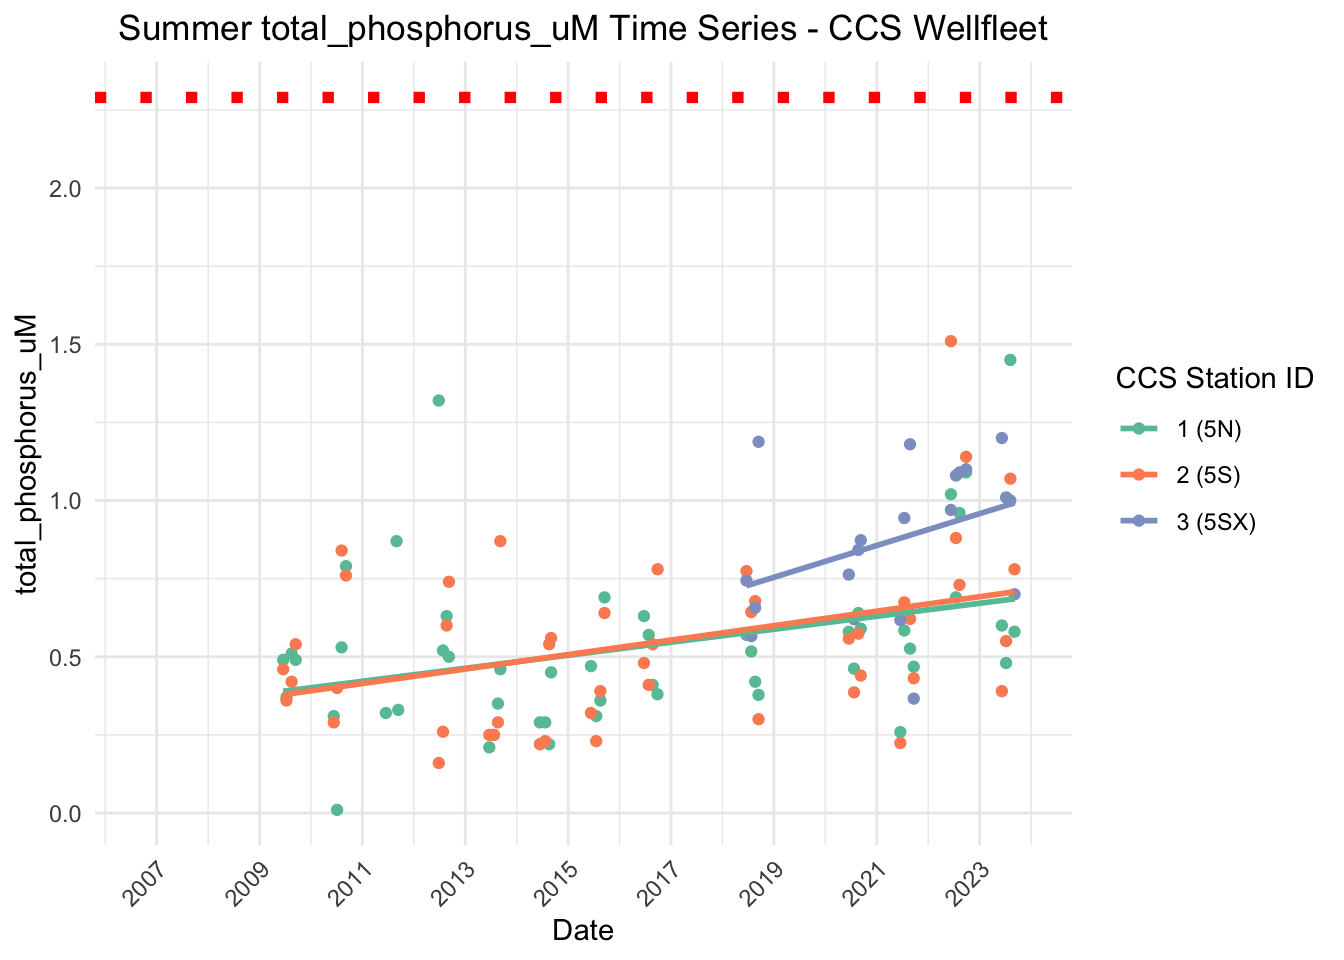 Summer total_phosphorus_uM Time Series - CCS Wellfleet
total_phosphorus_uM
2.0
1.5
1.0
0.5
0.0
2007
2009
2011
2013
2015
2017
2019
2021
2023
Date
CCS Station ID
1 (5N)
2 (5S)
3 (5SX)